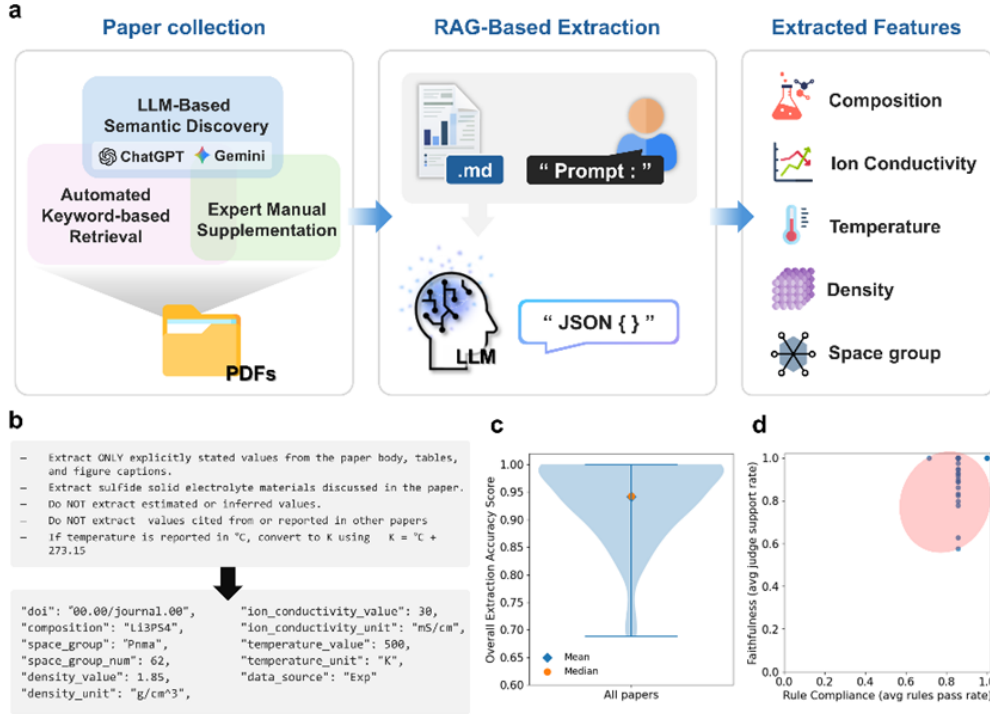 a
Paper collection
RAG-Based Extraction
Extracted Features
LLM-Based
Semantic Discovery
ChatGPT Gemini
Automated
Keyword-based
Retrieval
Expert Manual
Supplementation
PDFs
.md
“ Prompt : ”
LLM
“ JSON { } ”
Composition
Ion Conductivity
Temperature
Density
Space group
b
– Extract ONLY explicitly stated values from the paper body, tables,
and figure captions.
– Extract sulfide solid electrolyte materials discussed in the paper.
– Do NOT extract estimated or inferred values.
– Do NOT extract values cited from or reported in other papers
– If temperature is reported in °C, convert to K using K = °C +
273.15
"doi": "00.00/journal.00",
"composition": "Li3PS4",
"space_group": "Pnma",
"space_group_num": 62,
"density_value": 1.85,
"density_unit": "g/cm^3",
"ion_conductivity_value": 30,
"ion_conductivity_unit": "mS/cm",
"temperature_value": 500,
"temperature_unit": "K",
"data_source": "Exp"
c
Overall Extraction Accuracy Score
1.00
0.95
0.90
0.85
0.80
0.75
0.70
0.65
0.60
Mean
Median
All papers
d
Faithfulness (avg judge support rate)
1.0
0.8
0.6
0.4
0.2
0.0
0.0 0.2 0.4 0.6 0.8 1.0
Rule Compliance (avg rules pass rate)